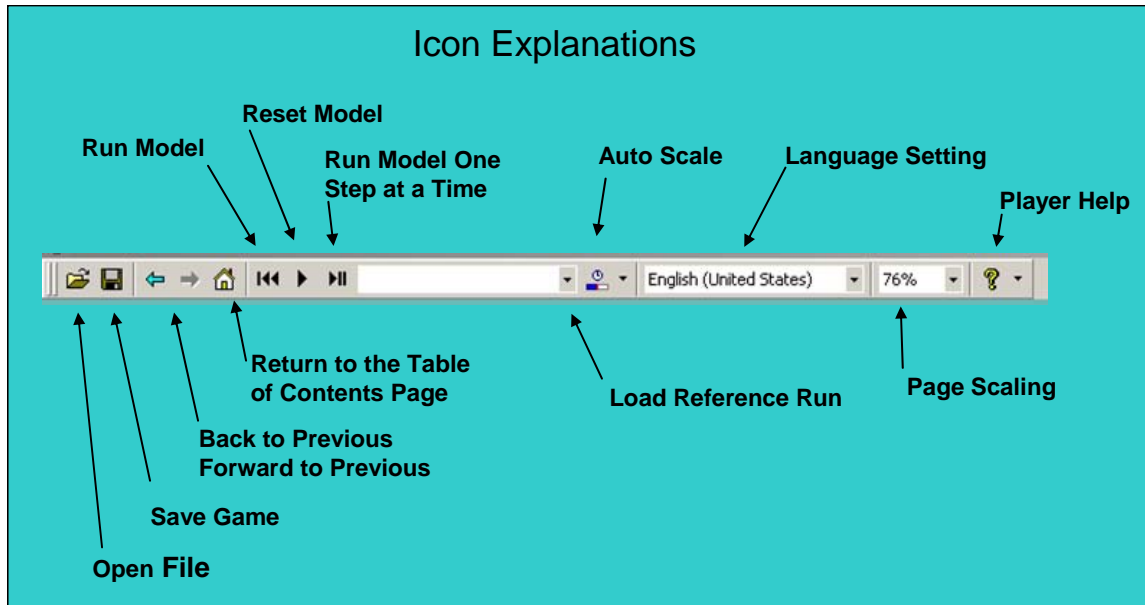 Icon Explanations
Reset Model
Run Model
Run Model One
Step at a Time
Auto Scale
Language Setting
Player Help
English (United States)
76%
Return to the Table
of Contents Page
Load Reference Run
Page Scaling
Back to Previous
Forward to Previous
Save Game
Open File